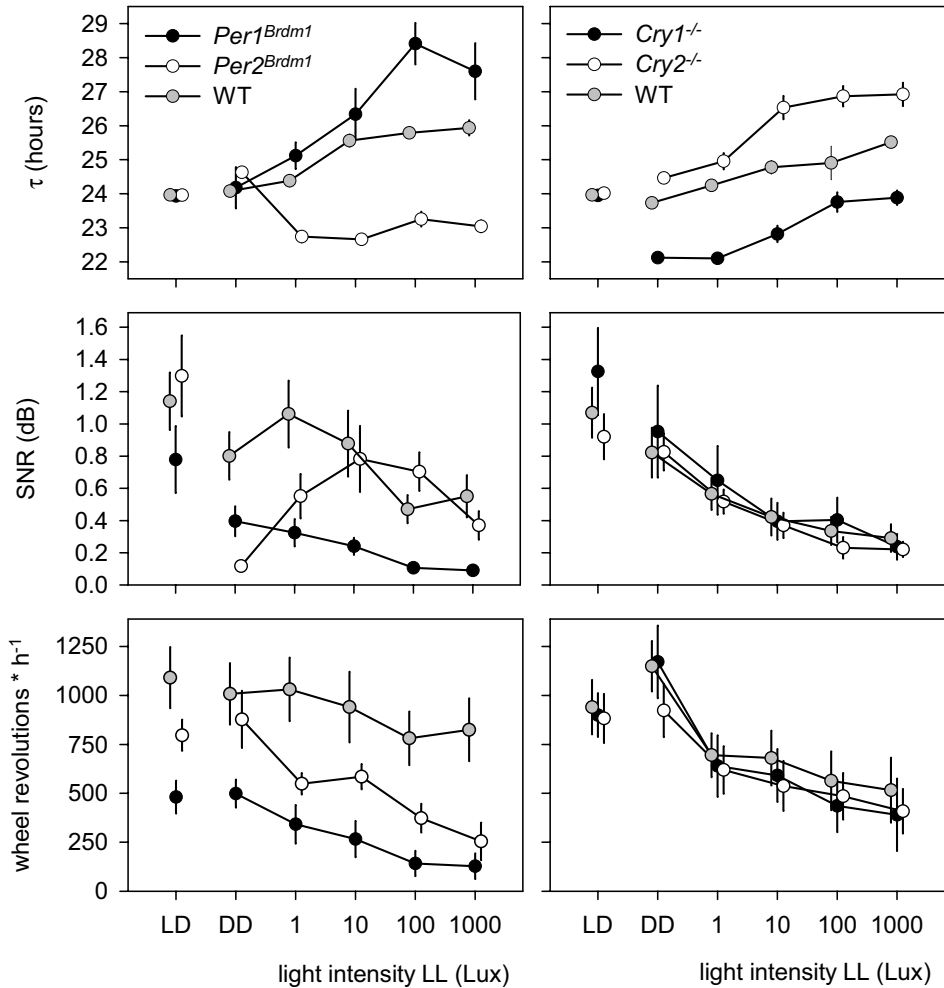 29
28
27
26
25
24
23
22
τ (hours)
Per1Brdm1
Per2Brdm1
WT
Cry1-/-
Cry2-/-
WT
1.6
1.4
1.2
1.0
0.8
0.6
0.4
0.2
0.0
SNR (dB)
1250
1000
750
500
250
0
wheel revolutions * h-1
LD DD 1 10 100 1000
light intensity LL (Lux)
LD DD 1 10 100 1000
light intensity LL (Lux)